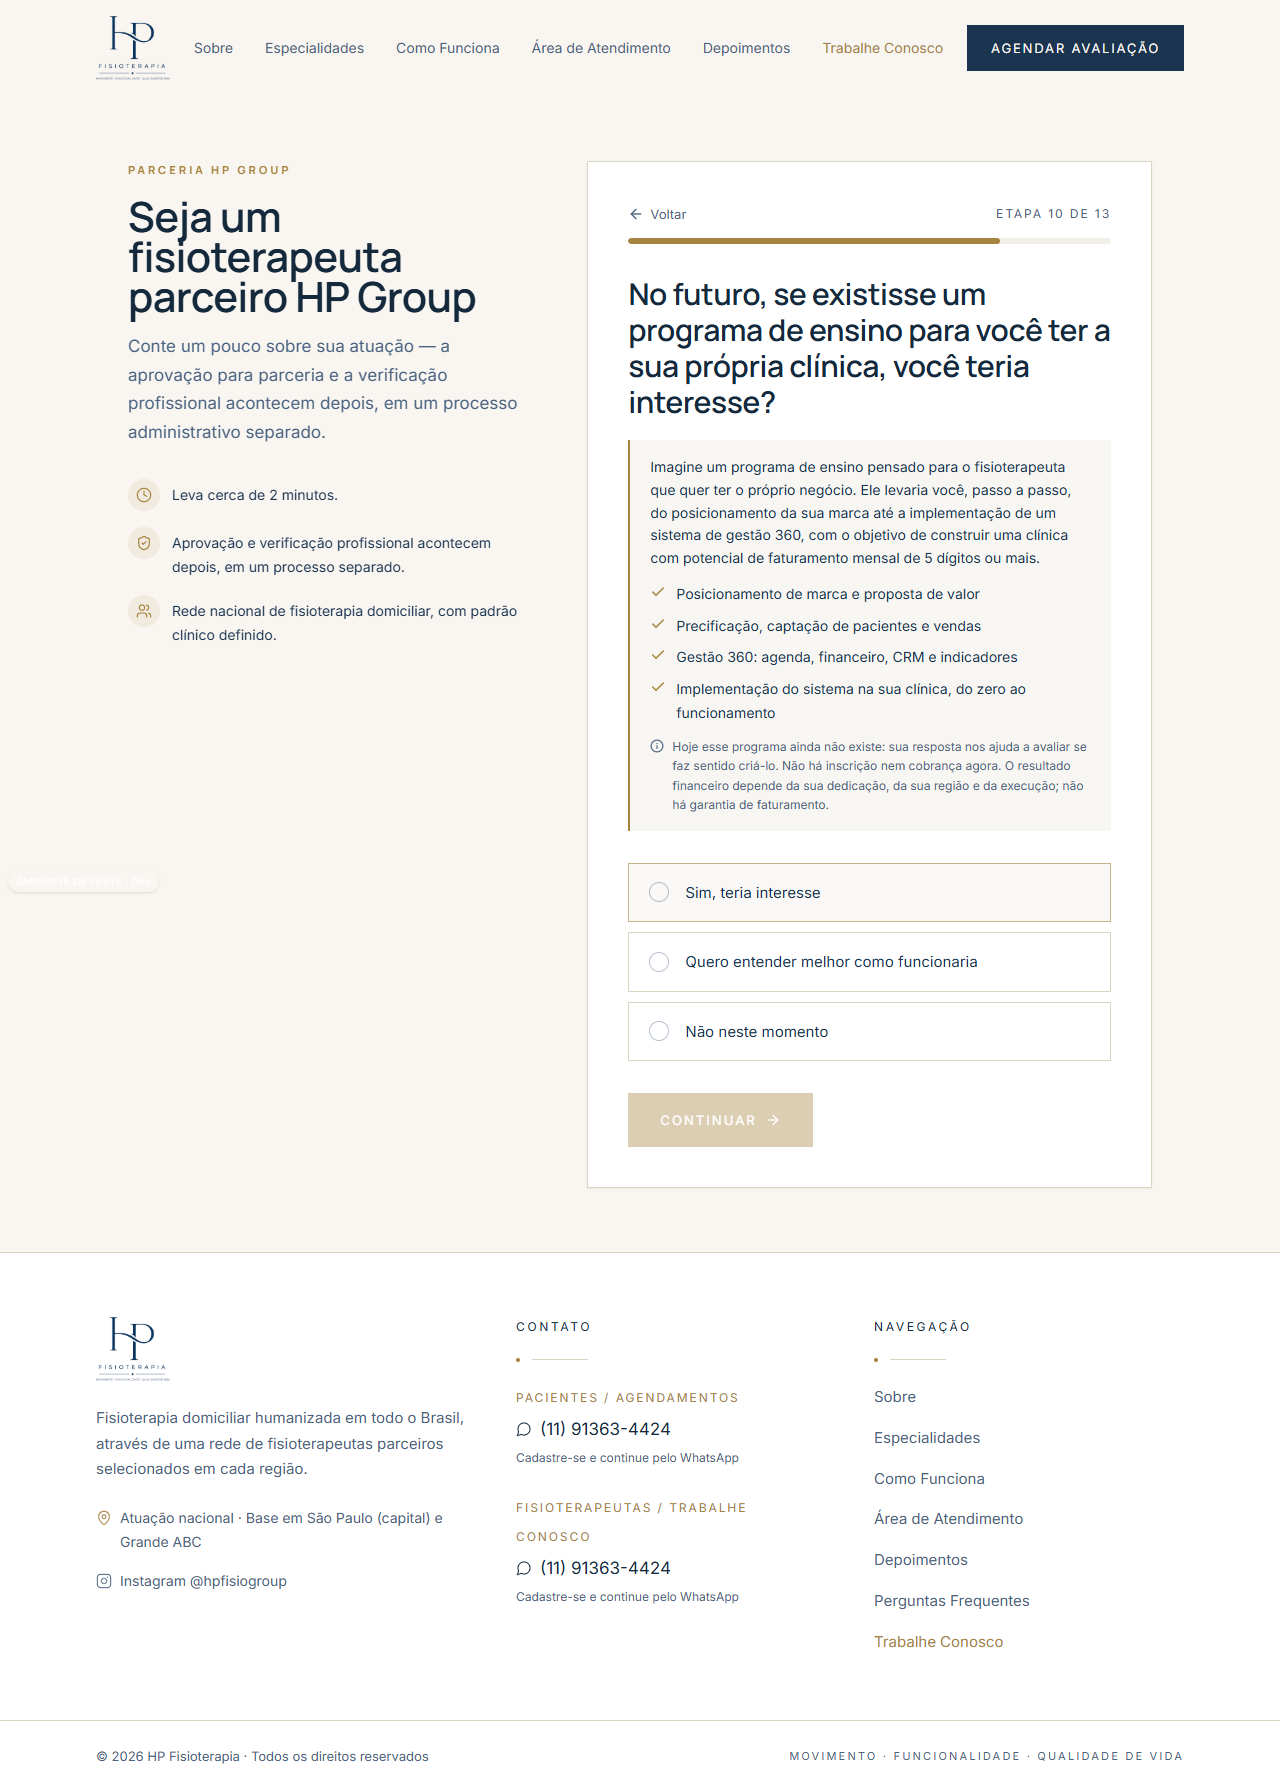 HP
FISIOTERAPIA
Sobre
Especialidades
Como Funciona
Área de Atendimento
Depoimentos
Trabalhe Conosco
AGENDAR AVALIAÇÃO
PARCERIA HP GROUP
Seja um
fisioterapeuta
parceiro HP Group
Conte um pouco sobre sua atuação — a
aprovação para parceria e a verificação
profissional acontecem depois, em um processo
administrativo separado.
Leva cerca de 2 minutos.
Aprovação e verificação profissional acontecem
depois, em um processo separado.
Rede nacional de fisioterapia domiciliar, com padrão
clínico definido.
AMBIENTE DE TESTE · Dev
Voltar
ETAPA 10 DE 13
No futuro, se existisse um
programa de ensino para você ter a
sua própria clínica, você teria
interesse?
Imagine um programa de ensino pensado para o fisioterapeuta
que quer ter o próprio negócio. Ele levaria você, passo a passo,
do posicionamento da sua marca até a implementação de um
sistema de gestão 360, com o objetivo de construir uma clínica
com potencial de faturamento mensal de 5 dígitos ou mais.
Posicionamento de marca e proposta de valor
Precificação, captação de pacientes e vendas
Gestão 360: agenda, financeiro, CRM e indicadores
Implementação do sistema na sua clínica, do zero ao
funcionamento
Hoje esse programa ainda não existe: sua resposta nos ajuda a avaliar se
faz sentido criá-lo. Não há inscrição nem cobrança agora. O resultado
financeiro depende da sua dedicação, da sua região e da execução; não
há garantia de faturamento.
Sim, teria interesse
Quero entender melhor como funcionaria
Não neste momento
CONTINUAR
HP
FISIOTERAPIA
Fisioterapia domiciliar humanizada em todo o Brasil,
através de uma rede de fisioterapeutas parceiros
selecionados em cada região.
Atuação nacional · Base em São Paulo (capital) e
Grande ABC
Instagram @hpfisiogroup
CONTATO
PACIENTES / AGENDAMENTOS
(11) 91363-4424
Cadastre-se e continue pelo WhatsApp
FISIOTERAPEUTAS / TRABALHE
CONOSCO
(11) 91363-4424
Cadastre-se e continue pelo WhatsApp
NAVEGAÇÃO
Sobre
Especialidades
Como Funciona
Área de Atendimento
Depoimentos
Perguntas Frequentes
Trabalhe Conosco
© 2026 HP Fisioterapia · Todos os direitos reservados
MOVIMENTO · FUNCIONALIDADE · QUALIDADE DE VIDA